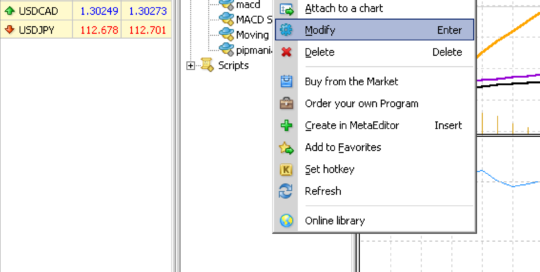 USDCAD 1.30249 1.30273
USDJPY 112.678 112.701
macd
MACD S
Moving
pipmani
Scripts
Attach to a chart
Modify Enter
Delete Delete
Buy from the Market
Order your own Program
Create in MetaEditor Insert
Add to Favorites
Set hotkey
Refresh
Online library